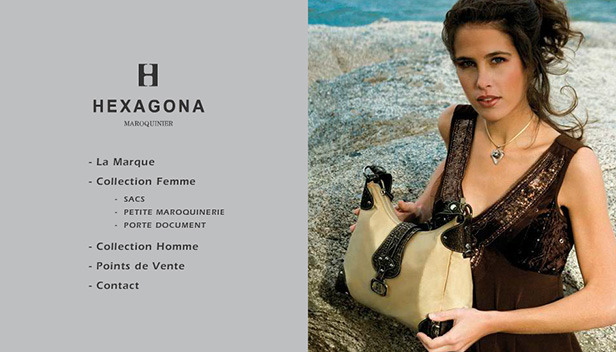 H
HEXAGONA
MAROQUINIER
- La Marque
- Collection Femme
- SACS
- PETITE MAROQUINERIE
- PORTE DOCUMENT
- Collection Homme
- Points de Vente
- Contact